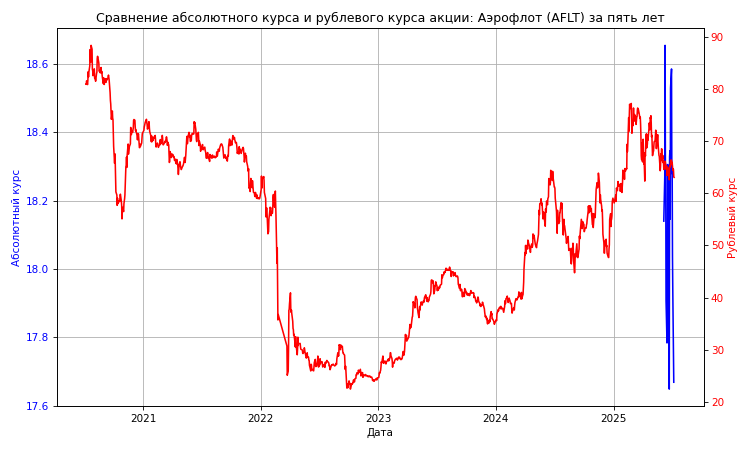 Сравнение абсолютного курса и рублевого курса акции: Аэрофлот (AFLT) за пять лет
Абсолютный курс
18.6
18.4
18.2
18.0
17.8
17.6
90
80
70
60
50
40
30
20
Рублевый курс
2021 2022 2023 2024 2025
Дата